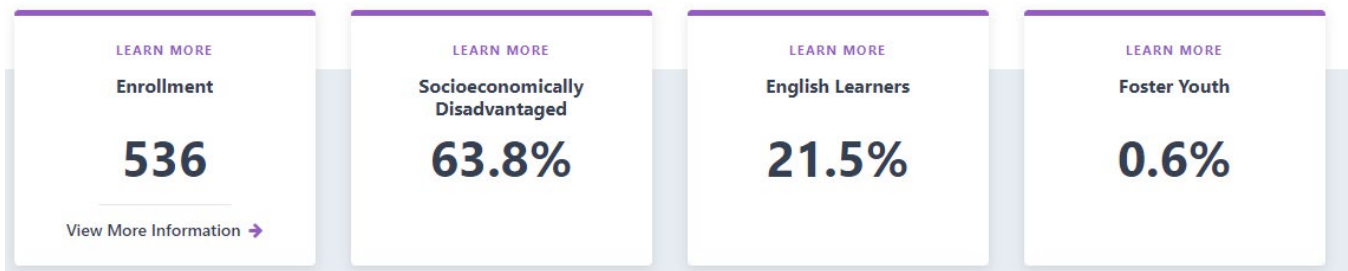 LEARN MORE
Enrollment
536
View More Information
LEARN MORE
Socioeconomically
Disadvantaged
63.8%
LEARN MORE
English Learners
21.5%
LEARN MORE
Foster Youth
0.6%